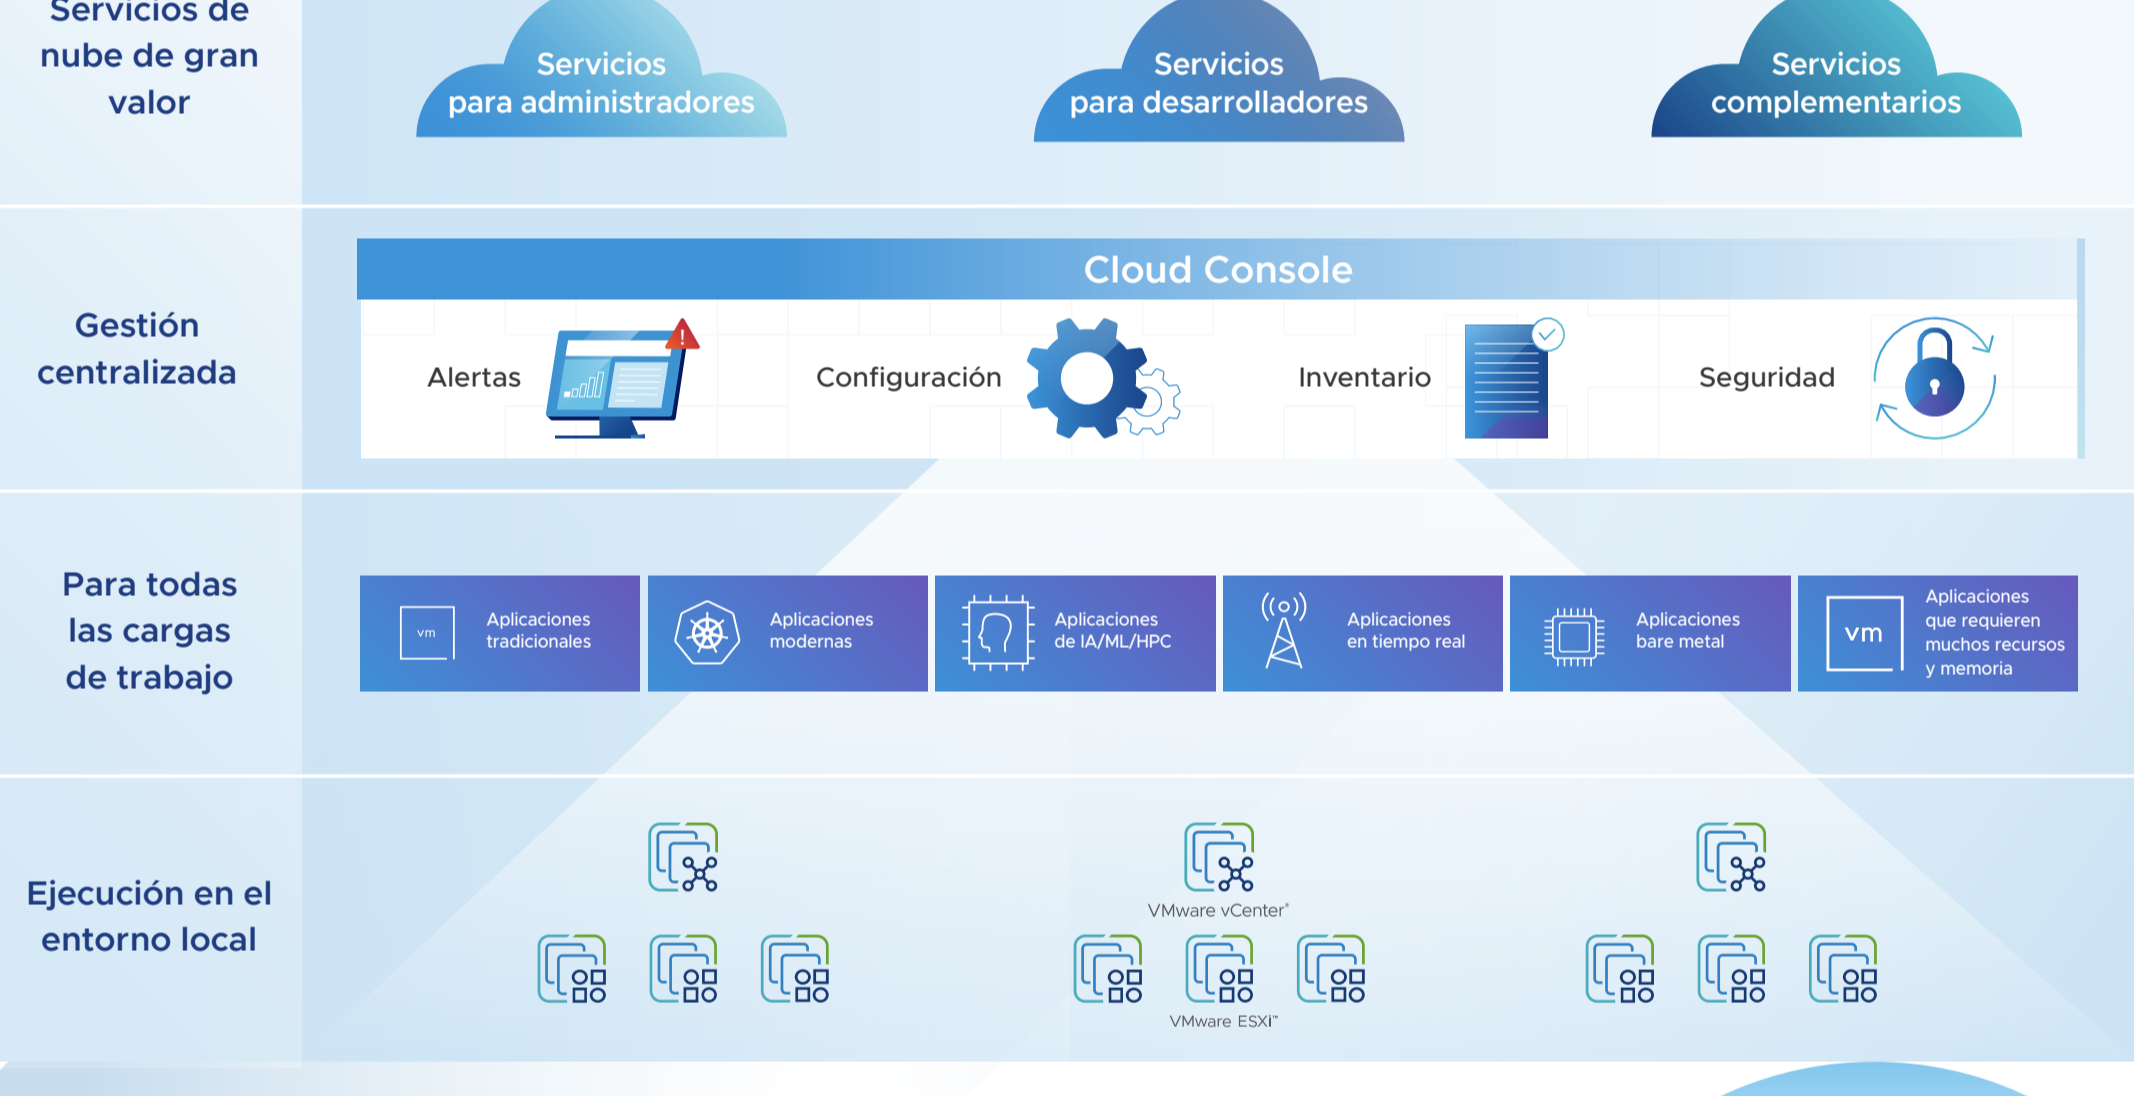 Servicios de
nube de gran
valor
Servicios
para administradores
Servicios
para desarrolladores
Servicios
complementarios
Gestión
centralizada
Cloud Console
Alertas
Configuración
Inventario
Seguridad
Para todas
las cargas
de trabajo
vm
Aplicaciones
tradicionales
Aplicaciones
modernas
Aplicaciones
de IA/ML/HPC
Aplicaciones
en tiempo real
Aplicaciones
bare metal
vm
Aplicaciones
que requieren
muchos recursos
y memoria
Ejecución en el
entorno local
VMware vCenter®
VMware ESXi™